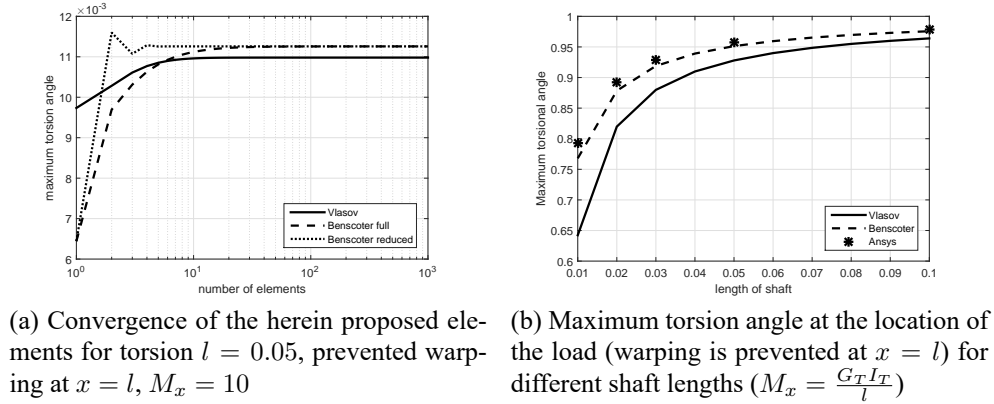 12 ×10⁻³
11
10
9
8
7
6
10⁰ 10¹ 10² 10³
number of elements
maximum torsion angle
Vlasov
Benscoter full
Benscoter reduced
1
0.95
0.9
0.85
0.8
0.75
0.7
0.65
0.6
0.01 0.02 0.03 0.04 0.05 0.06 0.07 0.08 0.09 0.1
length of shaft
Maximum torsional angle
Vlasov
Benscoter
Ansys
(a) Convergence of the herein proposed ele-
ments for torsion l = 0.05, prevented warp-
ing at x = l, Mₓ = 10
(b) Maximum torsion angle at the location of
the load (warping is prevented at x = l) for
different shaft lengths (Mₓ = G_T I_T / l)